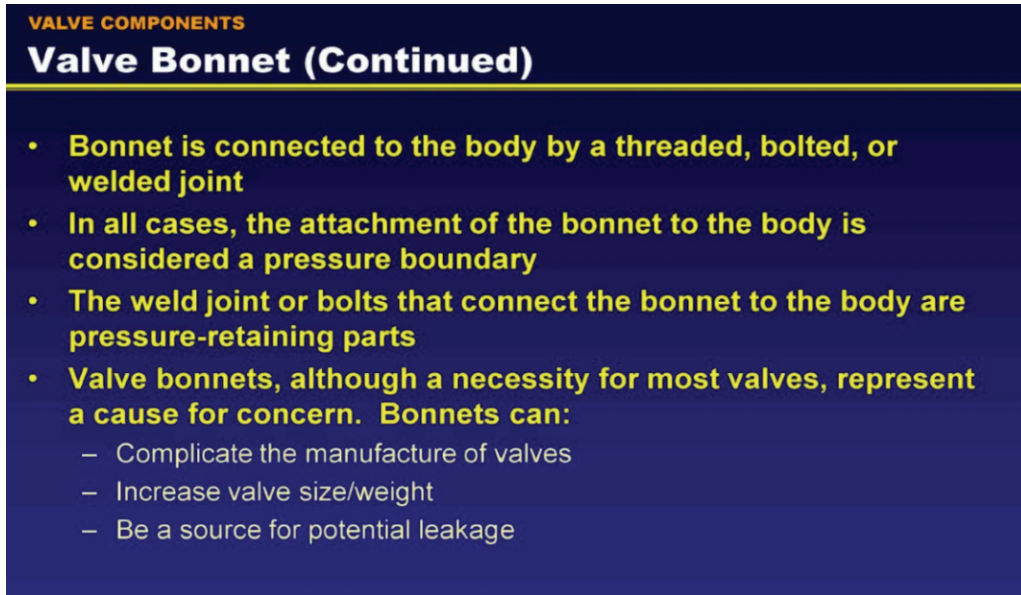 VALVE COMPONENTS
Valve Bonnet (Continued)
• Bonnet is connected to the body by a threaded, bolted, or
welded joint
• In all cases, the attachment of the bonnet to the body is
considered a pressure boundary
• The weld joint or bolts that connect the bonnet to the body are
pressure-retaining parts
• Valve bonnets, although a necessity for most valves, represent
a cause for concern. Bonnets can:
– Complicate the manufacture of valves
– Increase valve size/weight
– Be a source for potential leakage